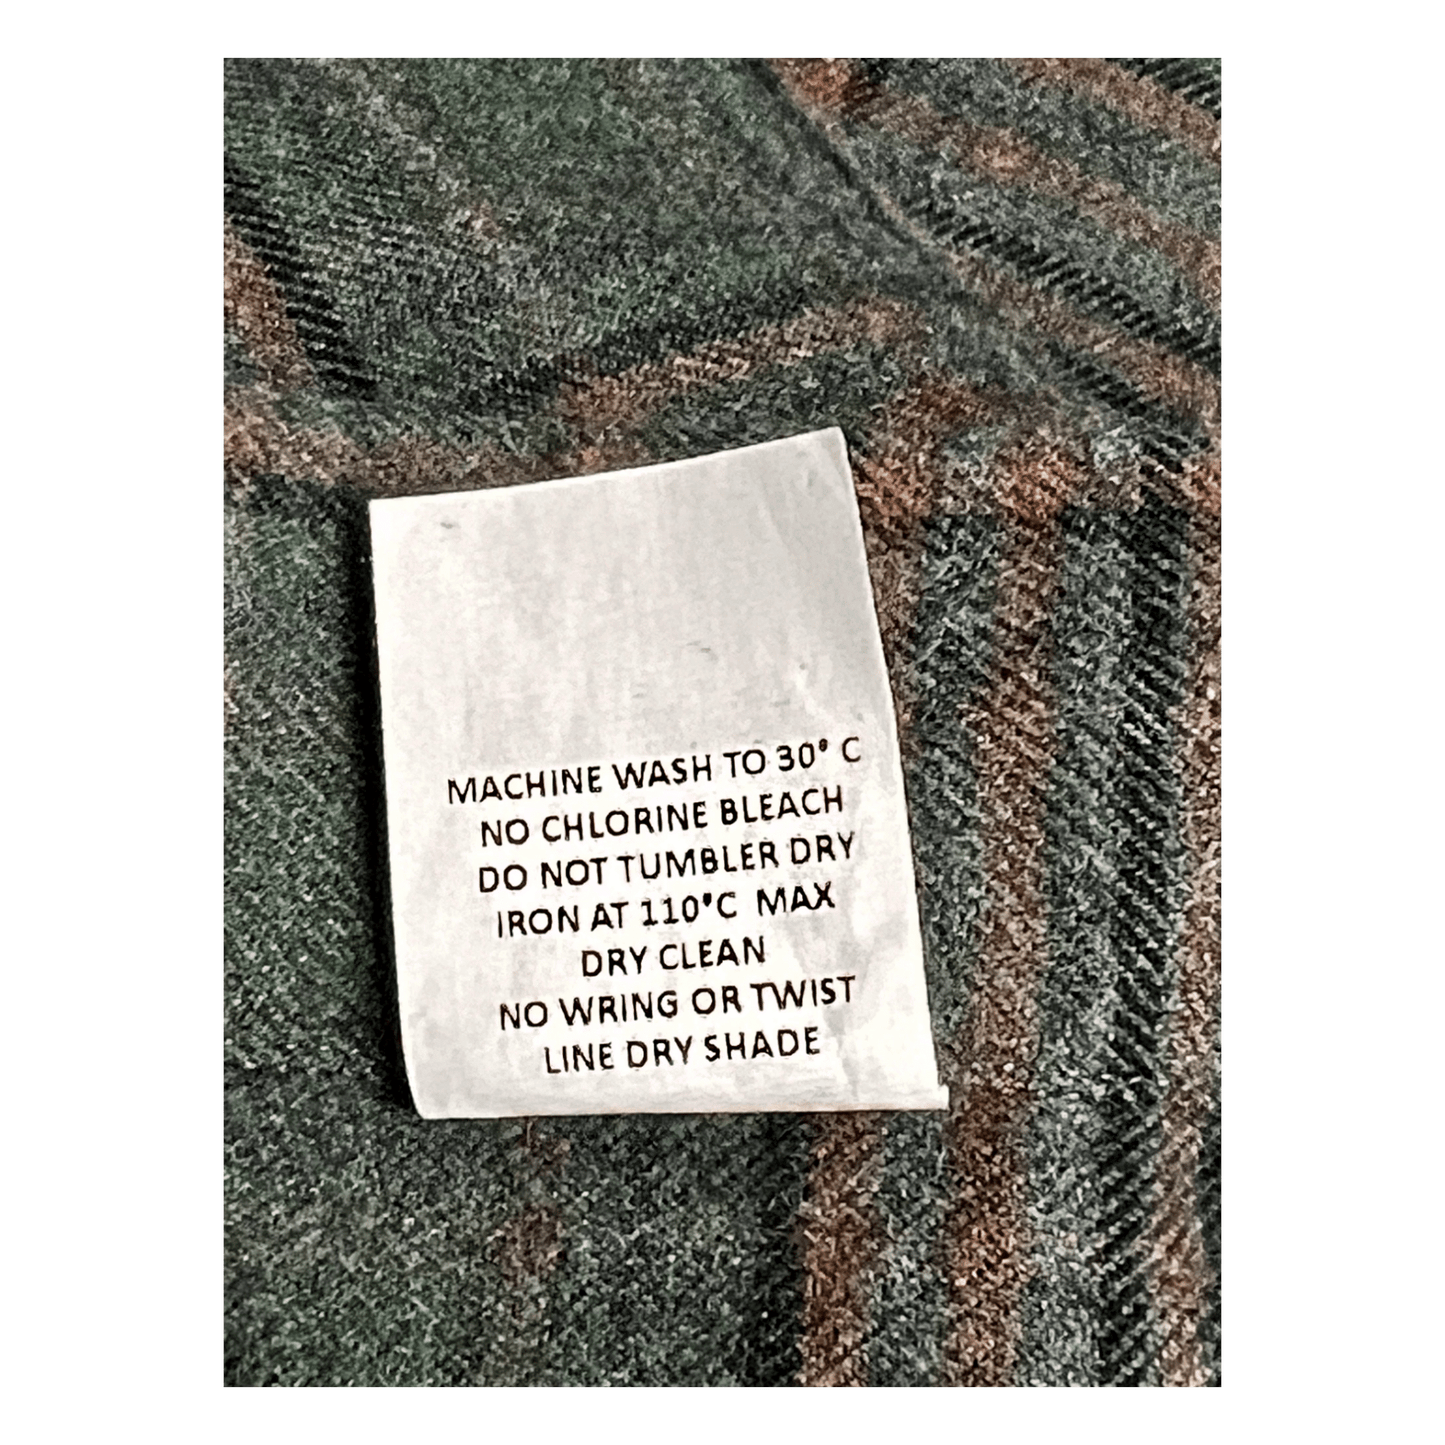 MACHINE WASH TO 30° C
NO CHLORINE BLEACH
DO NOT TUMBLER DRY
IRON AT 110°C MAX
DRY CLEAN
NO WRING OR TWIST
LINE DRY SHADE